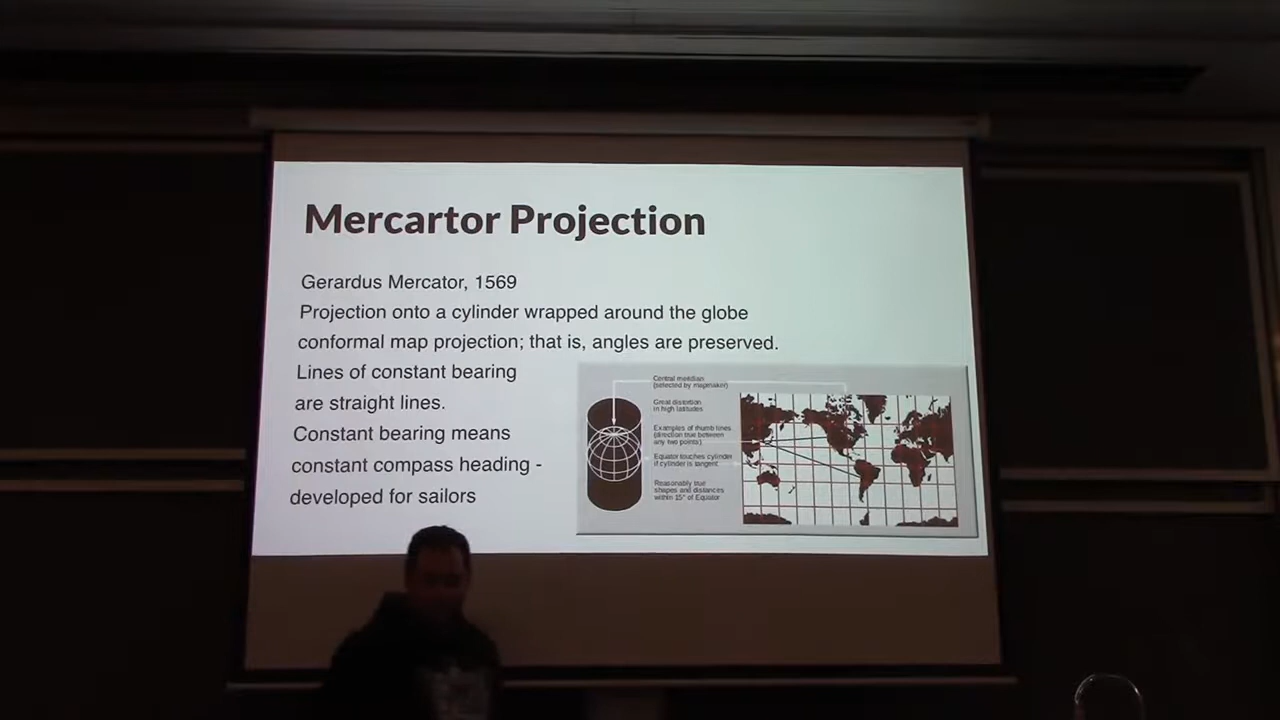 Mercartor Projection
Gerardus Mercator, 1569
Projection onto a cylinder wrapped around the globe
conformal map projection; that is, angles are preserved.
Lines of constant bearing
are straight lines.
Constant bearing means
constant compass heading -
developed for sailors
Central meridian
(selected by mapmaker)
Great distortion
in high latitudes
Examples of rhumb lines
(direction true between
any two points)
Equator touches cylinder
if cylinder is tangent
Reasonably true
shapes and distances
within 15° of Equator